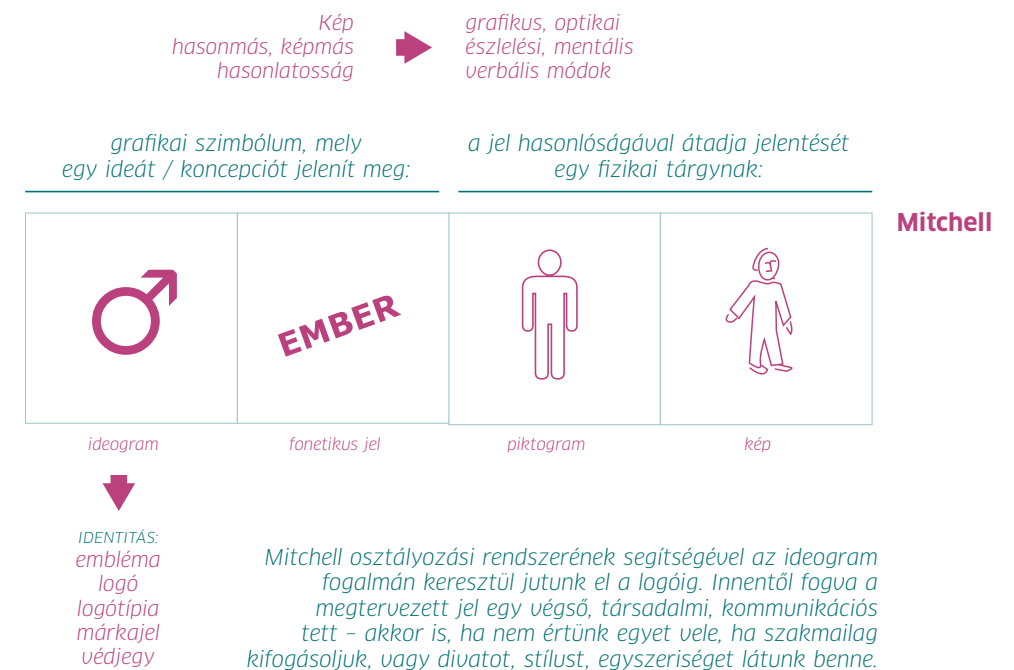 Kép
hasonmás, képmás
hasonlatosság
grafikus, optikai
észlelési, mentális
verbális módok
grafikai szimbólum, mely
egy ideát / koncepciót jelenít meg:
a jel hasonlóságával átadja jelentését
egy fizikai tárgynak:
Mitchell
EMBER
ideogram
fonetikus jel
piktogram
kép
IDENTITÁS:
embléma
logó
logótípia
márkajel
védjegy
Mitchell osztályozási rendszerének segítségével az ideogram
fogalmán keresztül jutunk el a logóig. Innentől fogva a
megtervezett jel egy végső, társadalmi, kommunikációs
tett – akkor is, ha nem értünk egyet vele, ha szakmailag
kifogásoljuk, vagy divatot, stílust, egyszeriséget látunk benne.